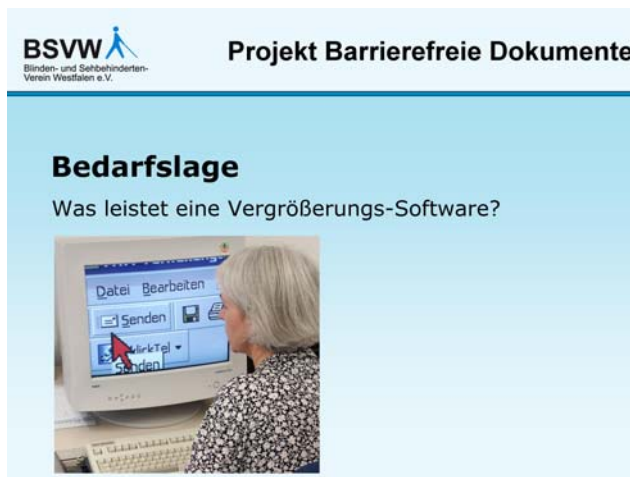 BSVW
Blinden- und Sehbehinderten-
Verein Westfalen e.V.
Projekt Barrierefreie Dokumente
Bedarfslage
Was leistet eine Vergrößerungs-Software?
Datei Bearbeiten
Senden
Senden